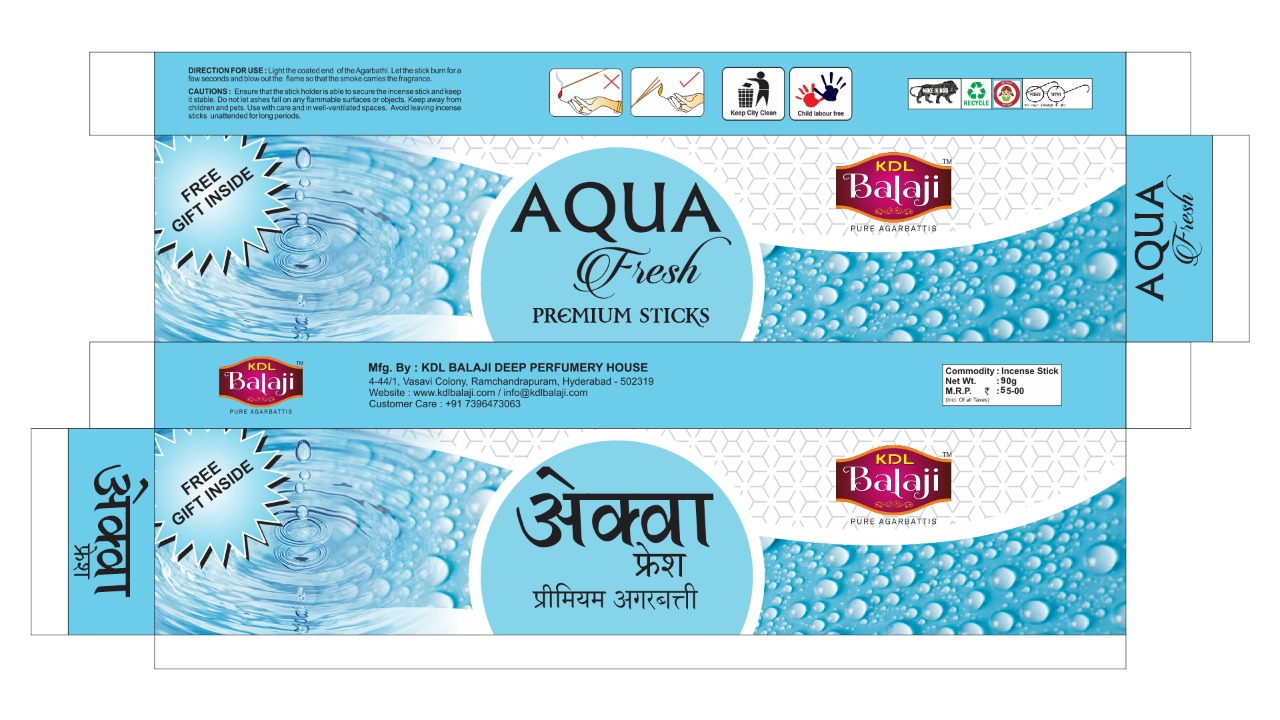 DIRECTION FOR USE : Light the coated end of the Agarbathi. Let the stick burn for a
few seconds and blow out the flame so that the smoke carries the fragrance.
CAUTIONS : Ensure that the stick holder is able to secure the incense stick and keep
it stable. Do not let ashes fall on any flammable surfaces or objects. Keep away from
children and pets. Use with care and in well-ventilated spaces. Avoid leaving incense
sticks unattended for long periods.
Keep City Clean
Child labour free
MAKE IN INDIA
RECYCLE
FREE
GIFT INSIDE
AQUA
Fresh
PREMIUM STICKS
KDL
Balaji
TM
PURE AGARBATTIS
AQUA
Fresh
KDL
Balaji
TM
PURE AGARBATTIS
Mfg. By : KDL BALAJI DEEP PERFUMERY HOUSE
4-44/1, Vasavi Colony, Ramchandrapuram, Hyderabad - 502319
Website : www.kdlbalaji.com / info@kdlbalaji.com
Customer Care : +91 7396473063
Commodity : Incense Stick
Net Wt. : 90g
M.R.P. ₹ : 55-00
(Incl. Of all Taxes)
अेक्वा
फ्रेश
FREE
GIFT INSIDE
अेक्वा
फ्रेश
प्रीमियम अगरबत्ती
KDL
Balaji
TM
PURE AGARBATTIS